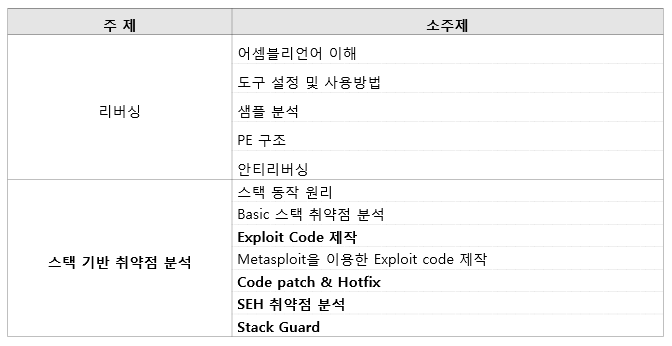 주 제
소주제
리버싱
어셈블리언어 이해
도구 설정 및 사용방법
샘플 분석
PE 구조
안티리버싱
스택 기반 취약점 분석
스택 동작 원리
Basic 스택 취약점 분석
Exploit Code 제작
Metasploit을 이용한 Exploit code 제작
Code patch & Hotfix
SEH 취약점 분석
Stack Guard